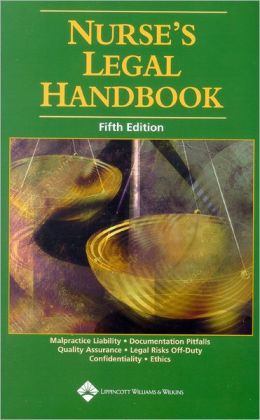 NURSE'S
LEGAL
HANDBOOK
Fifth Edition
Malpractice Liability • Documentation Pitfalls
Quality Assurance • Legal Risks Off-Duty
Confidentiality • Ethics
LIPPINCOTT WILLIAMS & WILKINS